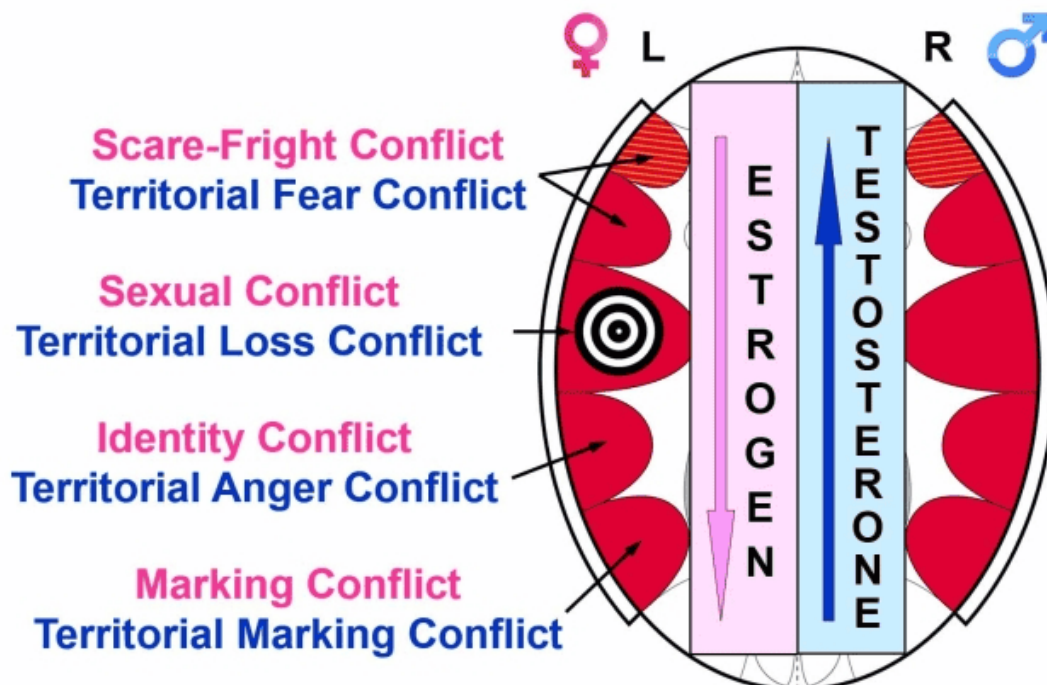 L
R
Scare-Fright Conflict
Territorial Fear Conflict
Sexual Conflict
Territorial Loss Conflict
Identity Conflict
Territorial Anger Conflict
Marking Conflict
Territorial Marking Conflict
ESTROGEN
TESTOSTERONE